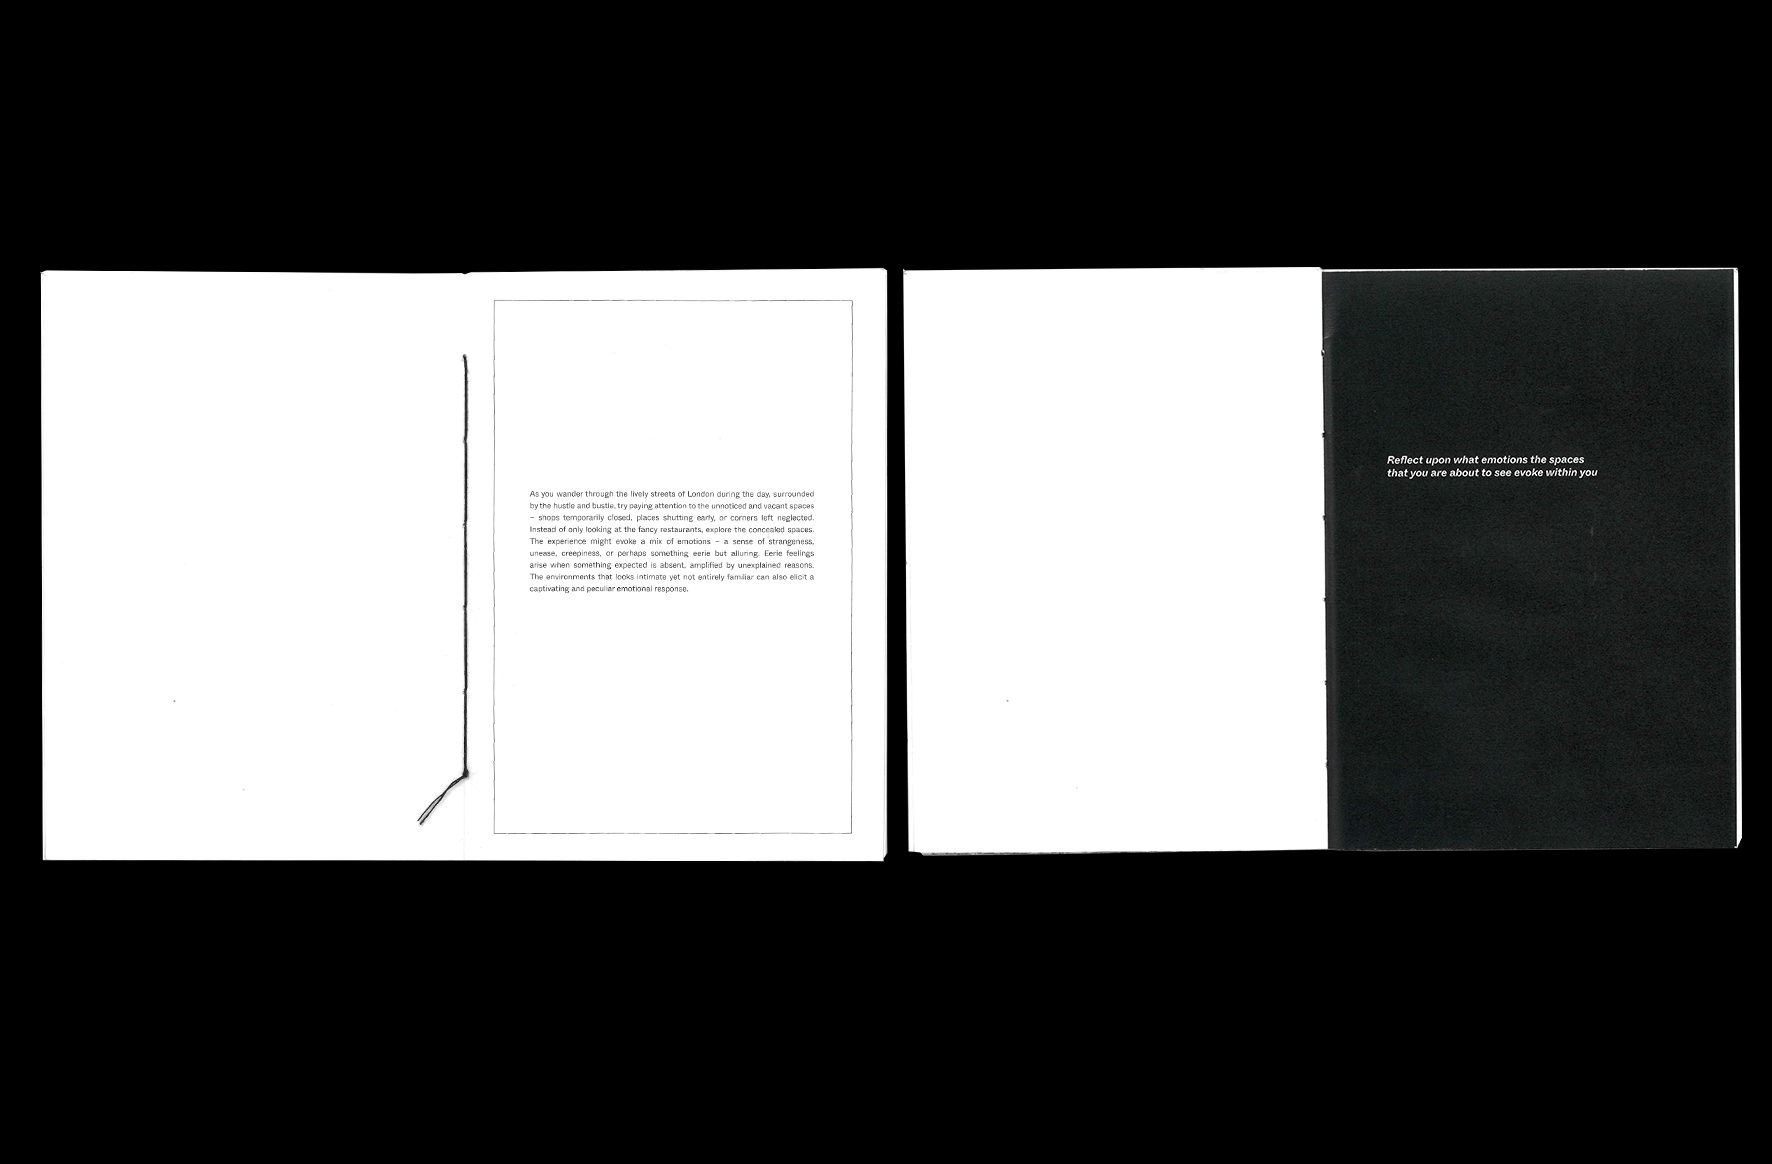 As you wander through the lively streets of London during the day, surrounded
by the hustle and bustle, try paying attention to the unnoticed and vacant spaces
– shops temporarily closed, places shutting early, or corners left neglected.
Instead of only looking at the fancy restaurants, explore the concealed spaces.
The experience might evoke a mix of emotions – a sense of strangeness,
unease, creepiness, or perhaps something eerie but alluring. Eerie feelings
arise when something expected is absent, amplified by unexplained reasons.
The environments that looks intimate yet not entirely familiar can also elicit a
captivating and peculiar emotional response.
Reflect upon what emotions the spaces
that you are about to see evoke within you